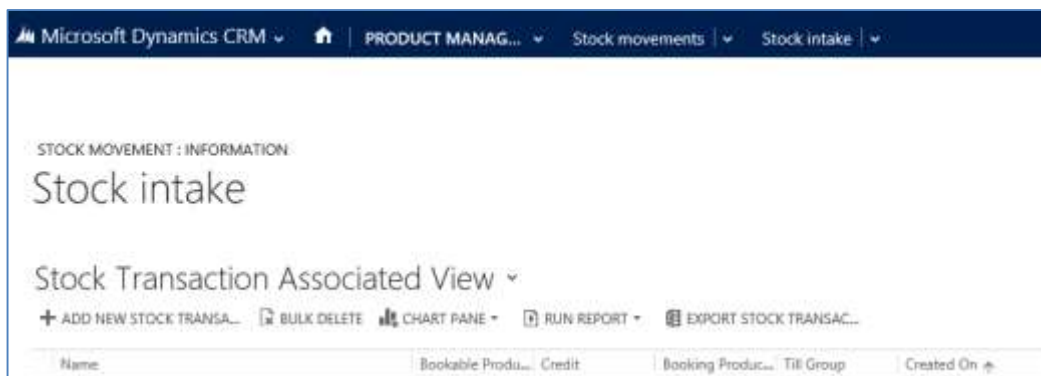 Microsoft Dynamics CRM PRODUCT MANAG... Stock movements Stock intake
STOCK MOVEMENT : INFORMATION
Stock intake
Stock Transaction Associated View
ADD NEW STOCK TRANSA... BULK DELETE CHART PANE RUN REPORT EXPORT STOCK TRANSAC...
Name Bookable Produ... Credit Booking Produc... Till Group Created On